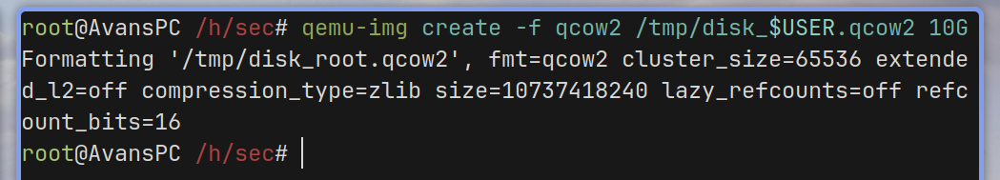 root@AvansPC /h/sec# qemu-img create -f qcow2 /tmp/disk_$USER.qcow2 10G
Formatting '/tmp/disk_root.qcow2', fmt=qcow2 cluster_size=65536 extende
d_l2=off compression_type=zlib size=10737418240 lazy_refcounts=off refc
ount_bits=16
root@AvansPC /h/sec#